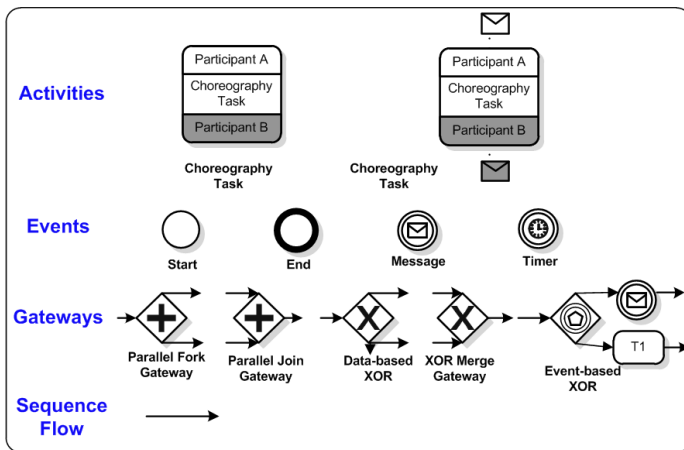 Activities
Participant A
Choreography
Task
Participant B
Choreography
Task
Participant A
Choreography
Task
Participant B
Choreography
Task
Events
Start
End
Message
Timer
Gateways
Parallel Fork
Gateway
Parallel Join
Gateway
X
Data-based
XOR
X
XOR Merge
Gateway
Event-based
XOR
T1
Sequence
Flow